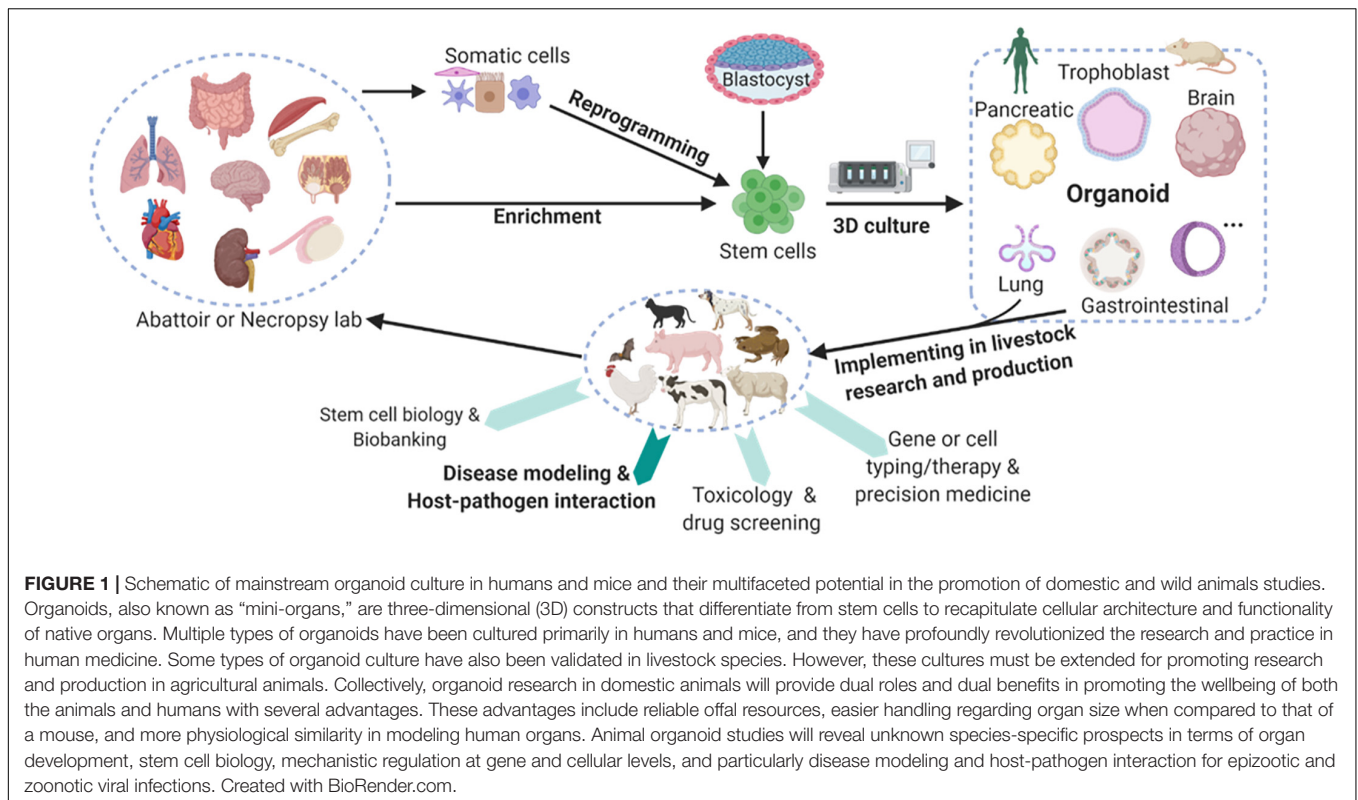 Somatic cells
Reprogramming
Blastocyst
Enrichment
Stem cells
3D culture
Trophoblast
Pancreatic
Brain
Organoid
...
Lung
Gastrointestinal
Abattoir or Necropsy lab
Implementing in livestock
research and production
Stem cell biology &
Biobanking
Disease modeling &
Host-pathogen interaction
Toxicology &
drug screening
Gene or cell
typing/therapy &
precision medicine
FIGURE 1 | Schematic of mainstream organoid culture in humans and mice and their multifaceted potential in the promotion of domestic and wild animals studies.
Organoids, also known as “mini-organs,” are three-dimensional (3D) constructs that differentiate from stem cells to recapitulate cellular architecture and functionality
of native organs. Multiple types of organoids have been cultured primarily in humans and mice, and they have profoundly revolutionized the research and practice in
human medicine. Some types of organoid culture have also been validated in livestock species. However, these cultures must be extended for promoting research
and production in agricultural animals. Collectively, organoid research in domestic animals will provide dual roles and dual benefits in promoting the wellbeing of both
the animals and humans with several advantages. These advantages include reliable offal resources, easier handling regarding organ size when compared to that of
a mouse, and more physiological similarity in modeling human organs. Animal organoid studies will reveal unknown species-specific prospects in terms of organ
development, stem cell biology, mechanistic regulation at gene and cellular levels, and particularly disease modeling and host-pathogen interaction for epizootic and
zoonotic viral infections. Created with BioRender.com.